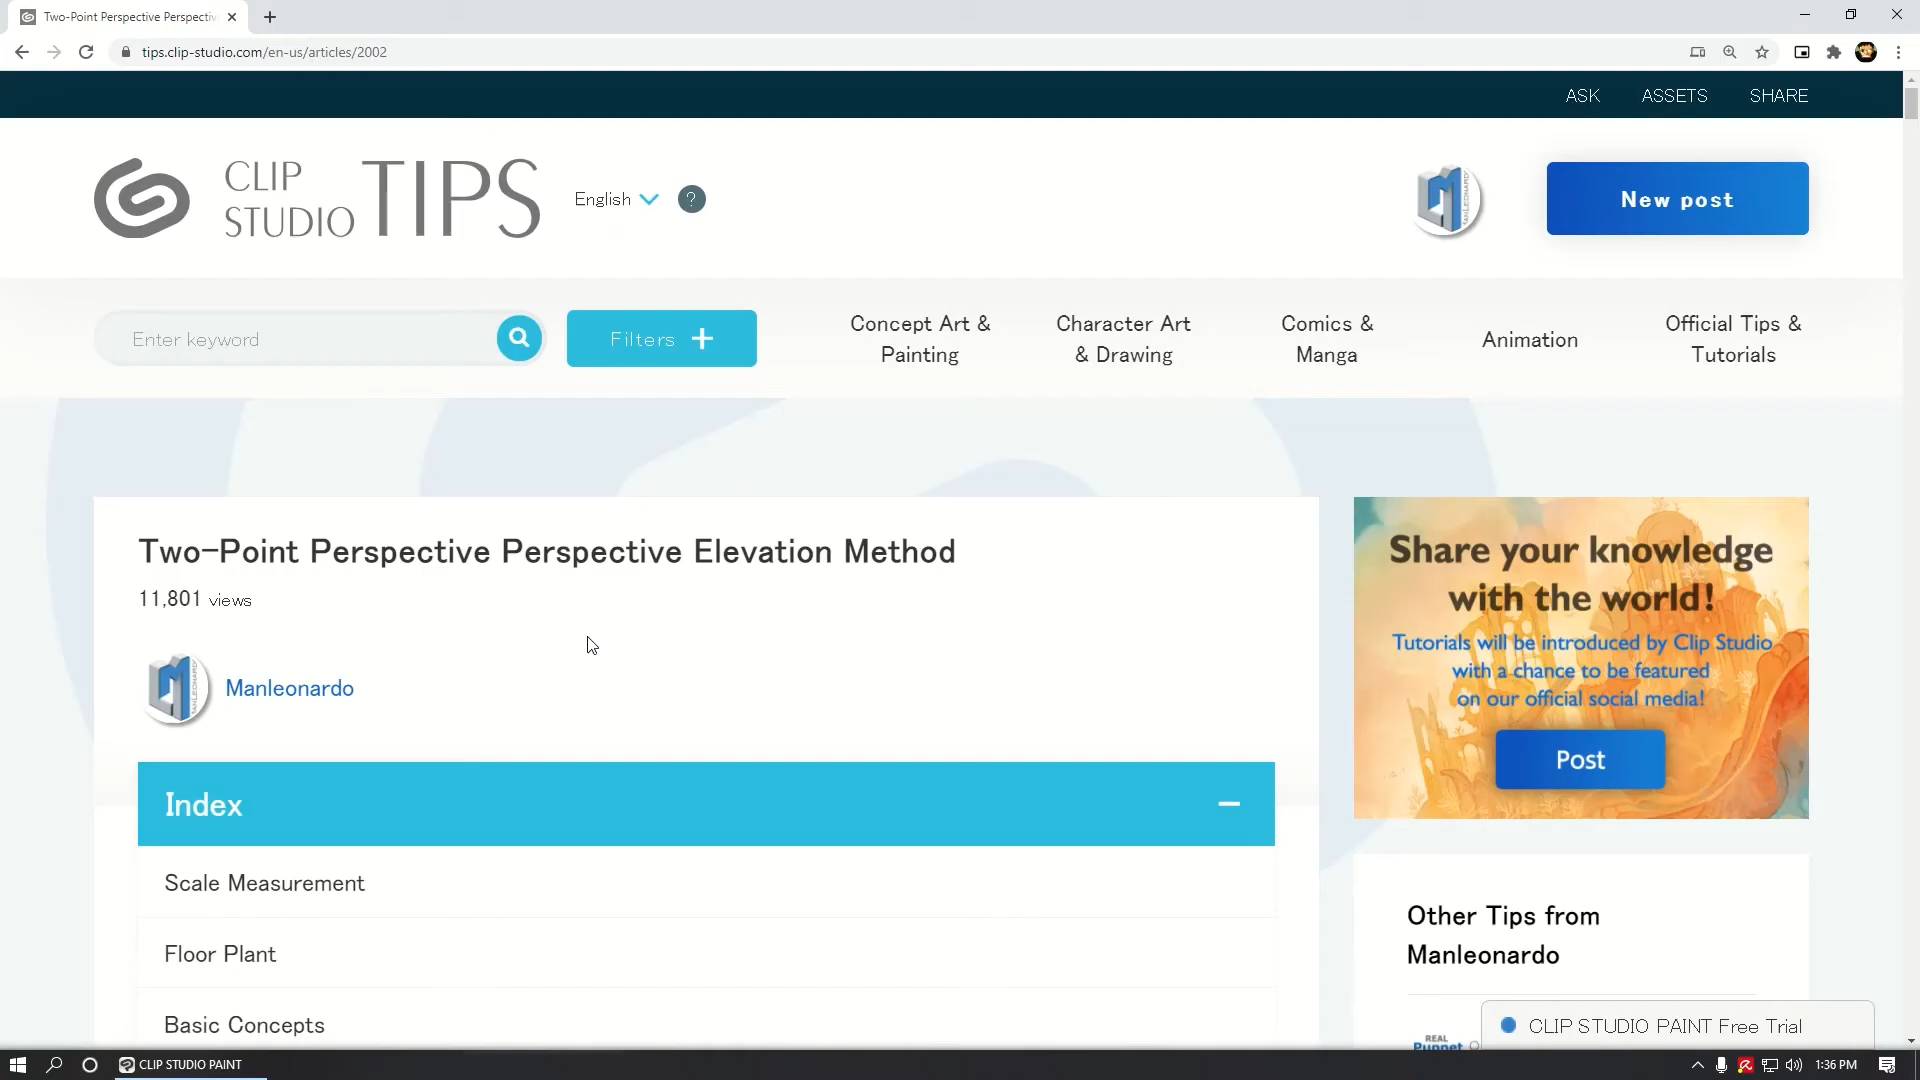 Two-Point Perspective Perspectiv
tips.clip-studio.com/en-us/articles/2002
ASK ASSETS SHARE
CLIP STUDIO TIPS
English
?
New post
Enter keyword
Filters +
Concept Art &
Painting
Character Art
& Drawing
Comics &
Manga
Animation
Official Tips &
Tutorials
Two-Point Perspective Perspective Elevation Method
11,801 views
Manleonardo
Index
Scale Measurement
Floor Plant
Basic Concepts
Share your knowledge
with the world!
Tutorials will be introduced by Clip Studio
with a chance to be featured
on our official social media!
Post
Other Tips from
Manleonardo
REAL
Puppet
CLIP STUDIO PAINT Free Trial
CLIP STUDIO PAINT
1:36 PM